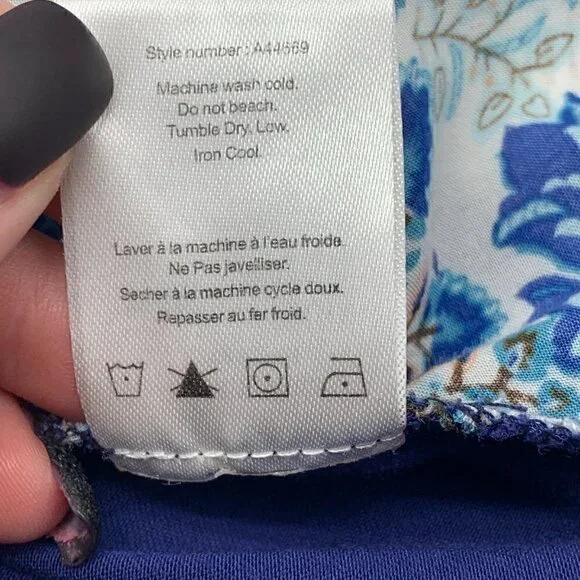 Style number: A44669
Machine wash cold.
Do not beach.
Tumble Dry, Low.
Iron Cool.
Laver à la machine à l'eau froide.
Ne Pas javelliser.
Secher à la machine cycle doux.
Repasser au fer froid.